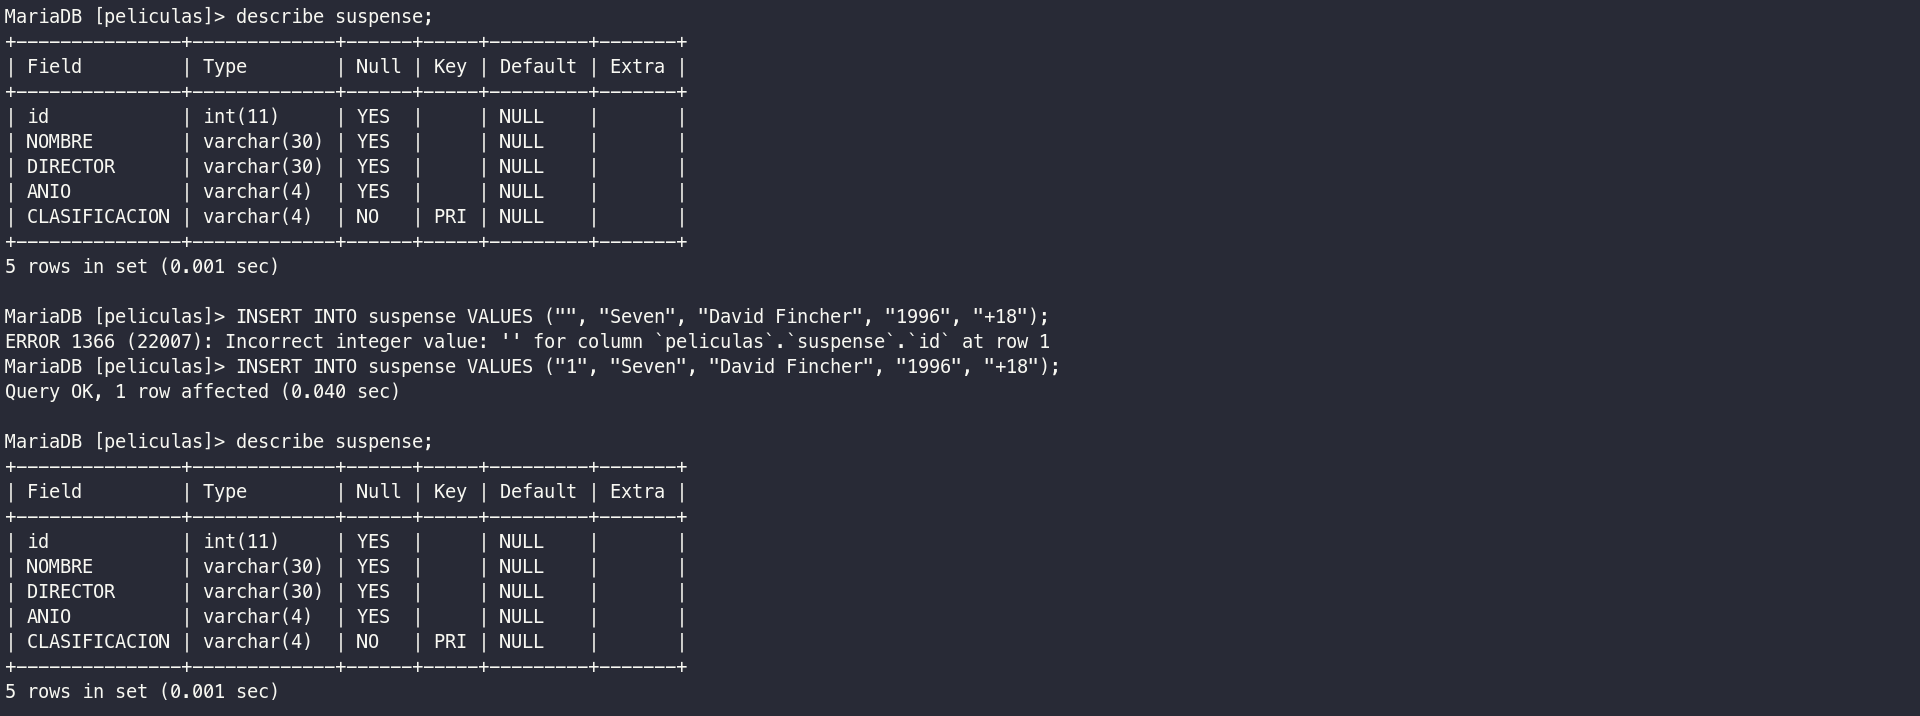 MariaDB [peliculas]> describe suspense;
+---------------+-------------+------+-----+---------+-------+
| Field         | Type        | Null | Key | Default | Extra |
+---------------+-------------+------+-----+---------+-------+
| id            | int(11)     | YES  |     | NULL    |       |
| NOMBRE        | varchar(30) | YES  |     | NULL    |       |
| DIRECTOR      | varchar(30) | YES  |     | NULL    |       |
| ANIO          | varchar(4)  | YES  |     | NULL    |       |
| CLASIFICACION | varchar(4)  | NO   | PRI | NULL    |       |
+---------------+-------------+------+-----+---------+-------+
5 rows in set (0.001 sec)

MariaDB [peliculas]> INSERT INTO suspense VALUES ("", "Seven", "David Fincher", "1996", "+18");
ERROR 1366 (22007): Incorrect integer value: '' for column `peliculas`.`suspense`.`id` at row 1
MariaDB [peliculas]> INSERT INTO suspense VALUES ("1", "Seven", "David Fincher", "1996", "+18");
Query OK, 1 row affected (0.040 sec)

MariaDB [peliculas]> describe suspense;
+---------------+-------------+------+-----+---------+-------+
| Field         | Type        | Null | Key | Default | Extra |
+---------------+-------------+------+-----+---------+-------+
| id            | int(11)     | YES  |     | NULL    |       |
| NOMBRE        | varchar(30) | YES  |     | NULL    |       |
| DIRECTOR      | varchar(30) | YES  |     | NULL    |       |
| ANIO          | varchar(4)  | YES  |     | NULL    |       |
| CLASIFICACION | varchar(4)  | NO   | PRI | NULL    |       |
+---------------+-------------+------+-----+---------+-------+
5 rows in set (0.001 sec)